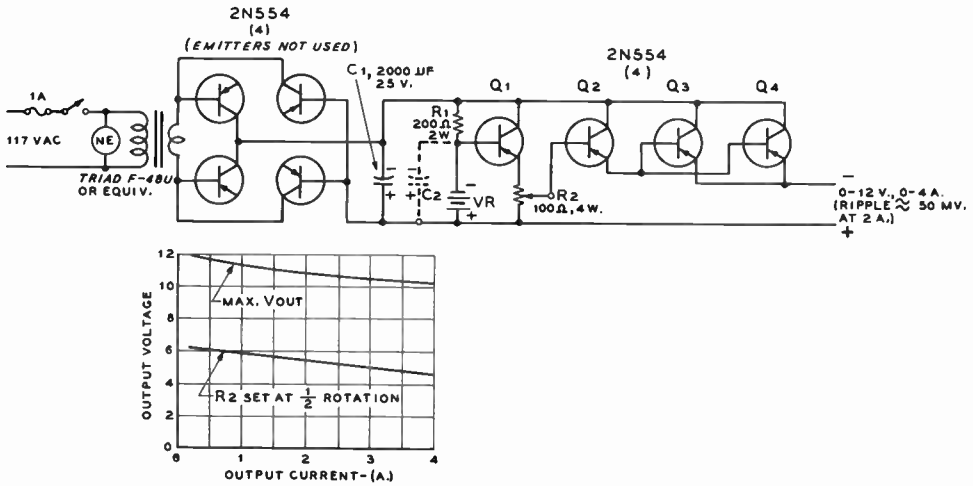 2N554
(4)
(EMITTERS NOT USED)
1A
117 VAC
NE
TRIAD F-48U
OR EQUIV.
C1, 2000 µF
25 V.
2N554
(4)
Q1
Q2
Q3
Q4
R1
200Ω
2W
C2
VR
R2
100Ω, 4W.
−
0-12 V., 0-4 A.
(RIPPLE ≈ 50 MV.
AT 2 A.)
+
OUTPUT VOLTAGE
12
10
8
6
4
2
0
MAX. VOUT
R2 SET AT 1/2 ROTATION
0
1
2
3
4
OUTPUT CURRENT-(A.)